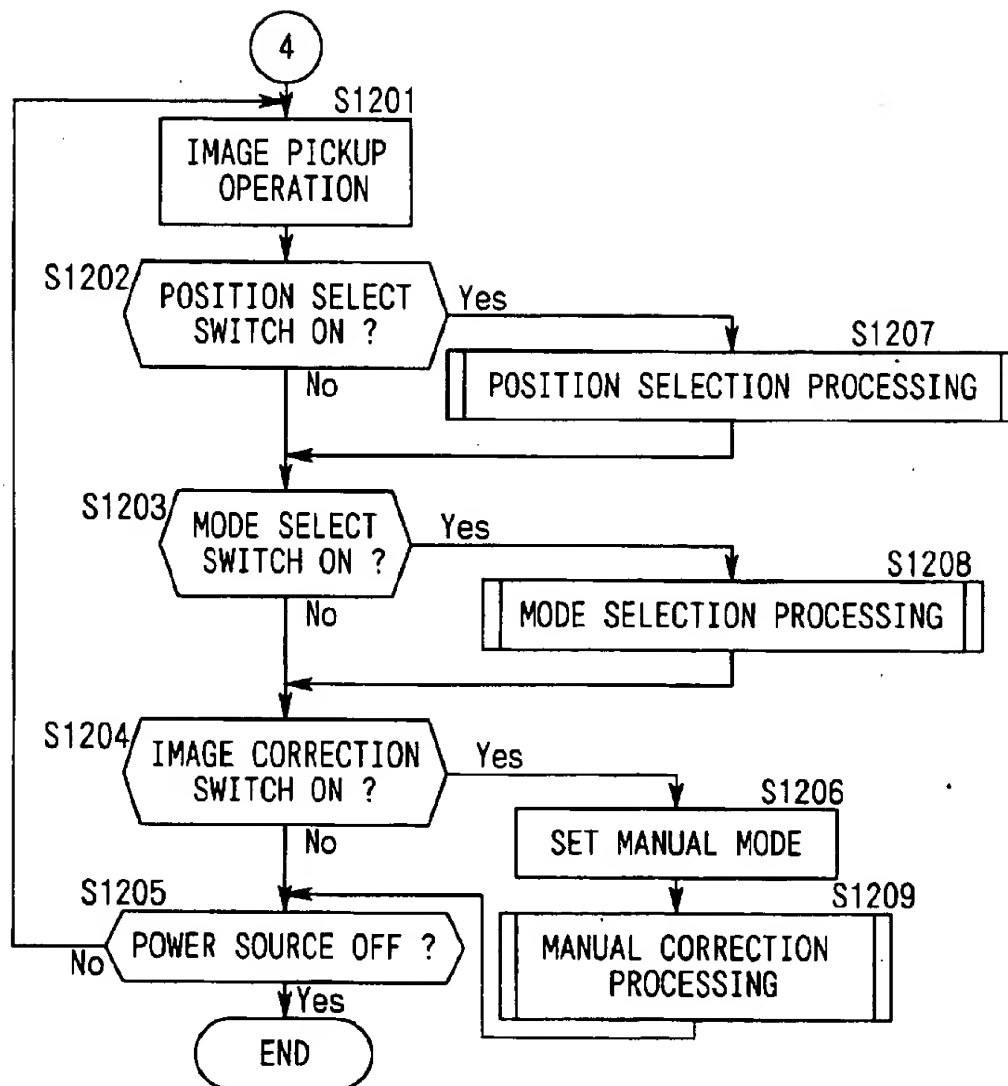 4
S1201
IMAGE PICKUP
OPERATION
S1202
POSITION SELECT
SWITCH ON ?
Yes
No
S1207
POSITION SELECTION PROCESSING
S1203
MODE SELECT
SWITCH ON ?
Yes
No
S1208
MODE SELECTION PROCESSING
S1204
IMAGE CORRECTION
SWITCH ON ?
Yes
No
S1206
SET MANUAL MODE
S1209
MANUAL CORRECTION
PROCESSING
S1205
POWER SOURCE OFF ?
No
Yes
END